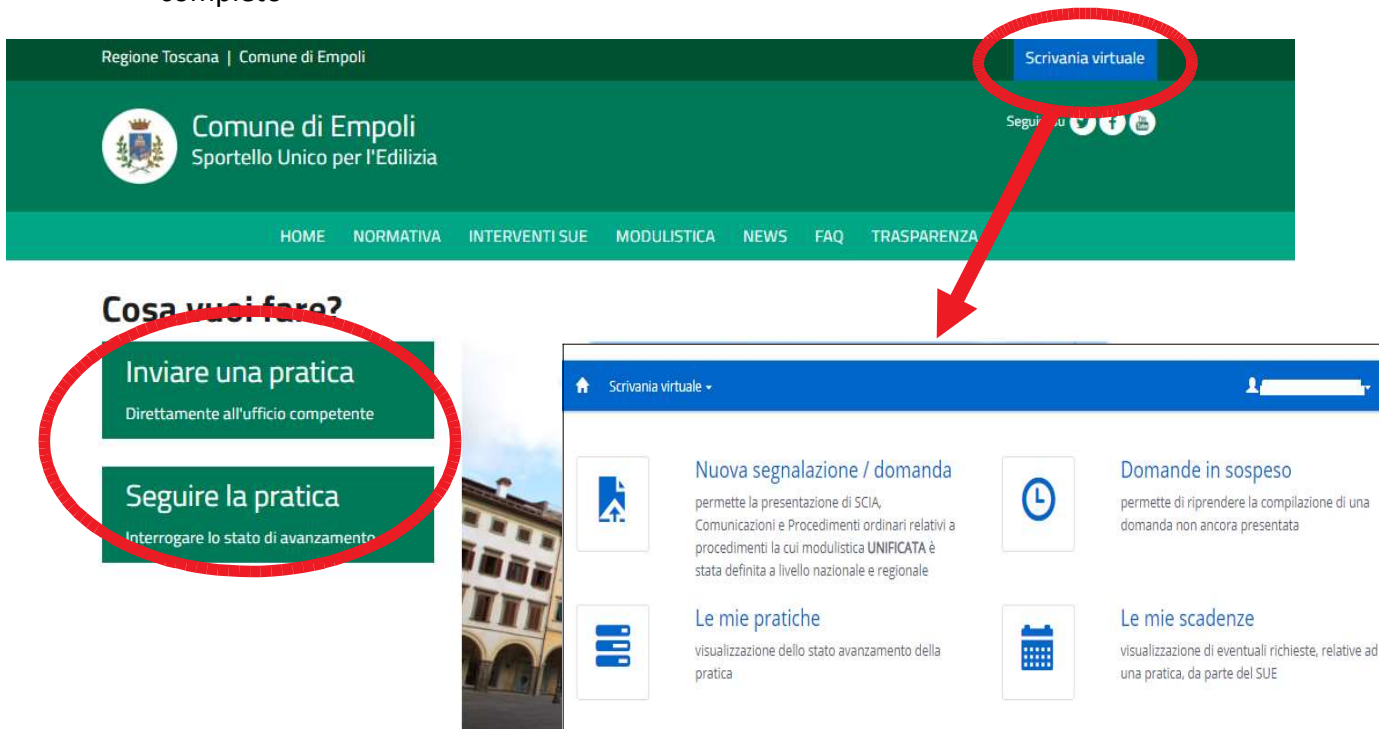 completo
Regione Toscana | Comune di Empoli
Scrivania virtuale
Comune di Empoli
Sportello Unico per l'Edilizia
HOME NORMATIVA INTERVENTI SUE MODULISTICA NEWS FAQ TRASPARENZA
Cosa vuoi fare?
Inviare una pratica
Direttamente all'ufficio competente
Seguire la pratica
Interrogare lo stato di avanzamento
Scrivania virtuale
Nuova segnalazione / domanda
permette la presentazione di SCIA,
Comunicazioni e Procedimenti ordinari relativi a
procedimenti la cui modulistica UNIFICATA è
stata definita a livello nazionale e regionale
Domande in sospeso
permette di riprendere la compilazione di una
domanda non ancora presentata
Le mie pratiche
visualizzazione dello stato avanzamento della
pratica
Le mie scadenze
visualizzazione di eventuali richieste, relative ad
una pratica, da parte del SUE